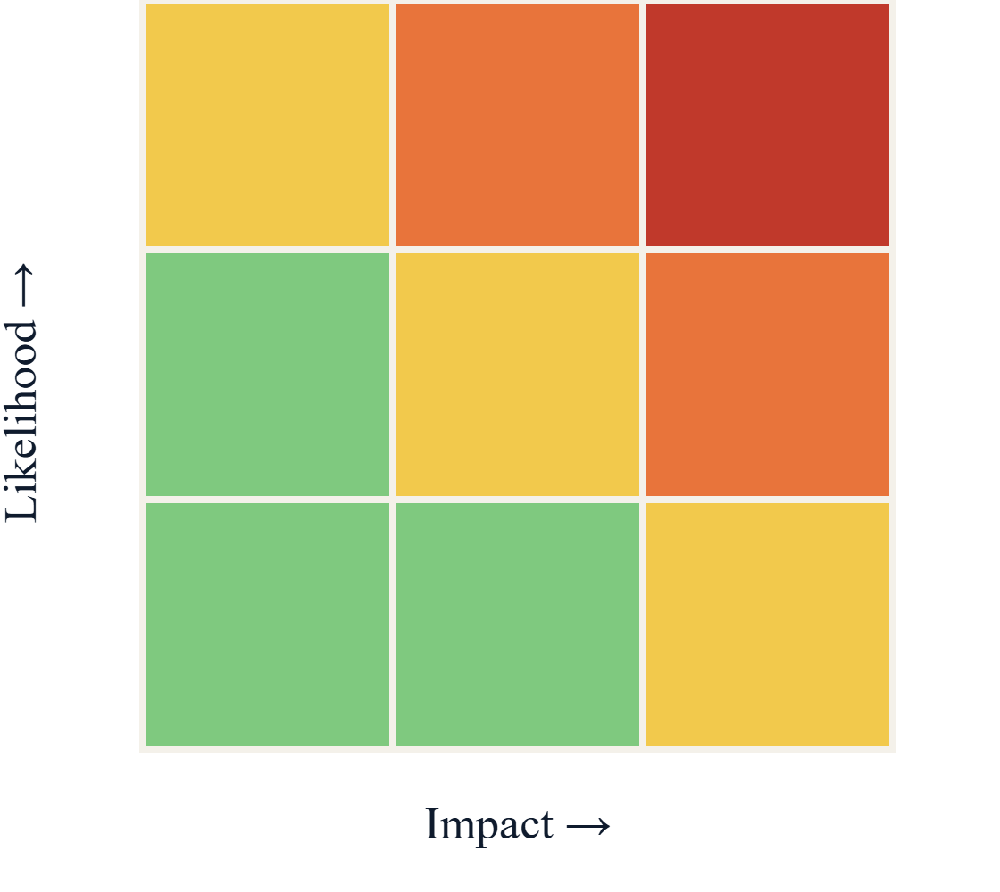 Likelihood →
Impact →